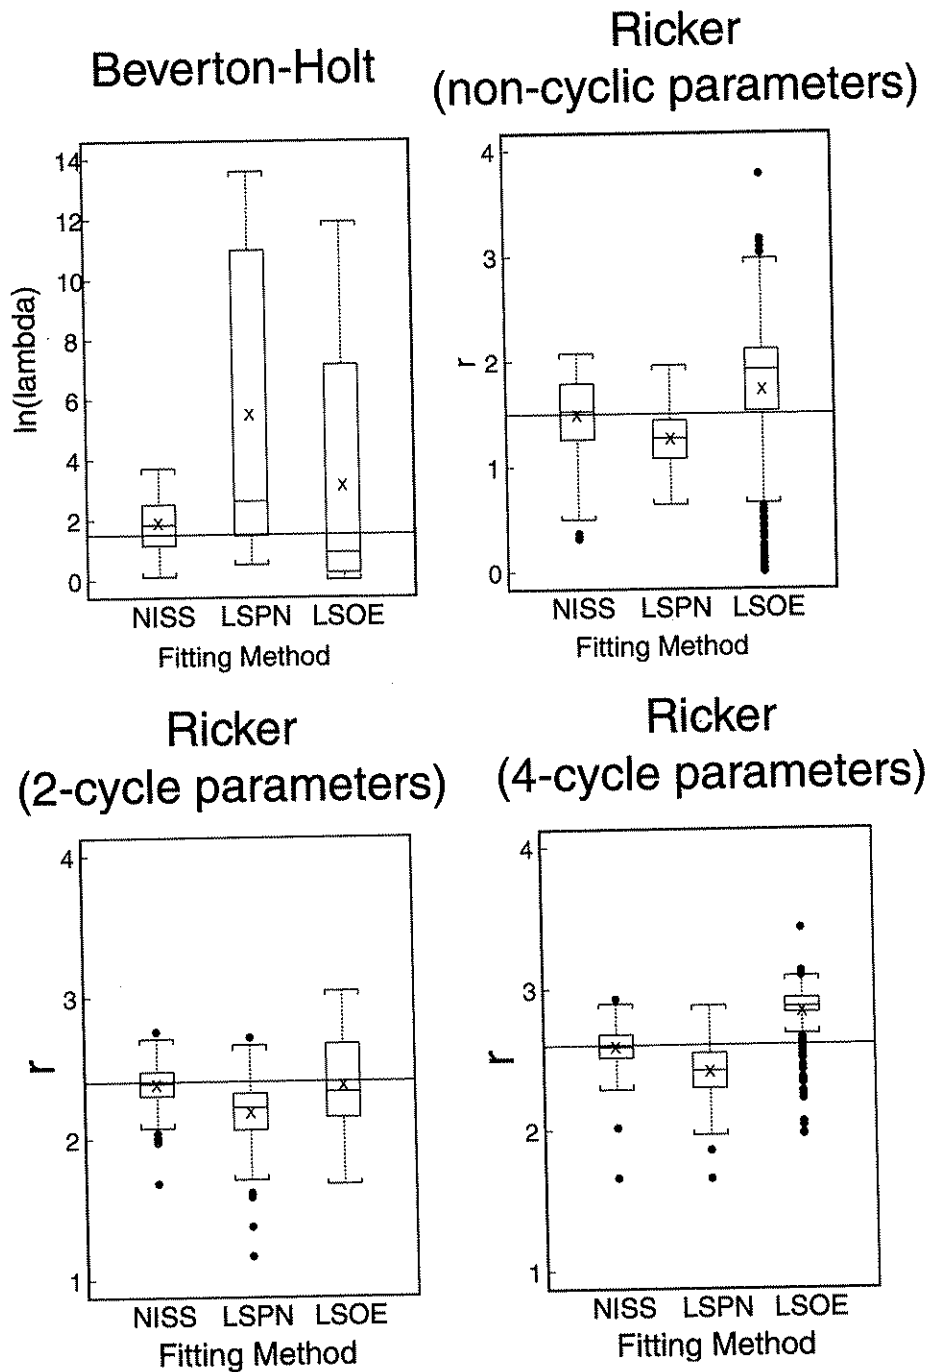 Beverton-Holt
ln(lambda)
14
12
10
8
6
4
2
0
x
x
x
NISS LSPN LSOE
Fitting Method
Ricker
(non-cyclic parameters)
r
4
3
2
1
0
x
x
x
NISS LSPN LSOE
Fitting Method
Ricker
(2-cycle parameters)
r
4
3
2
1
x
x
x
NISS LSPN LSOE
Fitting Method
Ricker
(4-cycle parameters)
r
4
3
2
1
x
x
x
NISS LSPN LSOE
Fitting Method